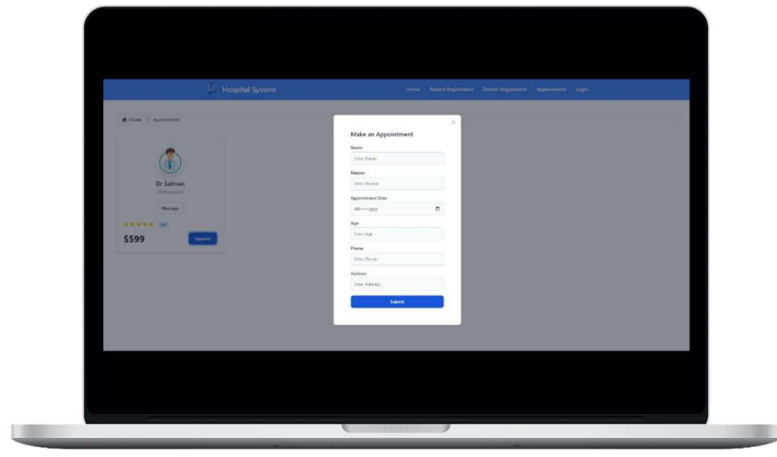 Hospital System
Home Patient Registration Doctor Registration Appointment Login
Home Appointment
Make an Appointment
Name
Enter Name
Reason
Enter Reason
Appointment Date
Age
Enter Age
Phone
Enter Phone
Address
Enter Address
Submit
Dr Salman
Message
$599
Appoint